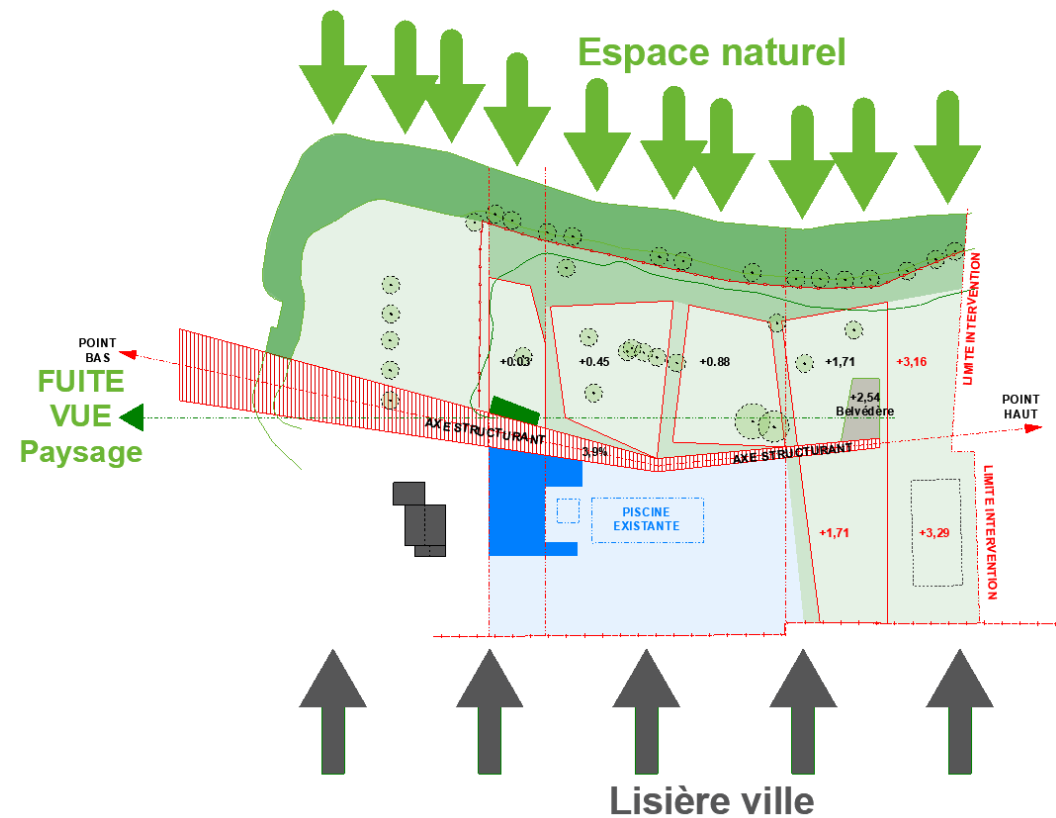 Espace naturel
POINT
BAS
FUITE
VUE
Paysage
+0.03
+0.45
+0.88
+1,71
+3,16
+2,54
Belvédère
LIMITE INTERVENTION
POINT
HAUT
AXE STRUCTURANT
3,9%
AXE STRUCTURANT
PISCINE
EXISTANTE
+1,71
+3,29
LIMITE INTERVENTION
Lisière ville